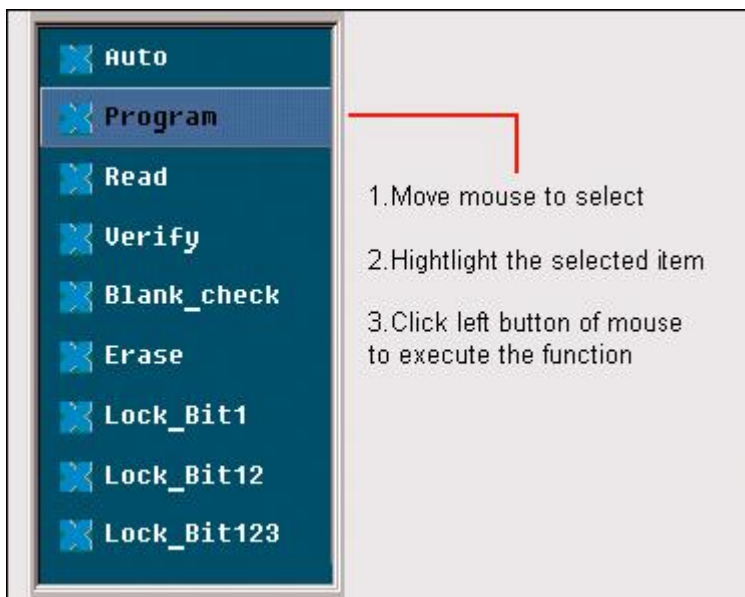 Auto
Program
Read
Verify
Blank_check
Erase
Lock_Bit1
Lock_Bit12
Lock_Bit123
1.Move mouse to select
2.Hightlight the selected item
3.Click left button of mouse
to execute the function